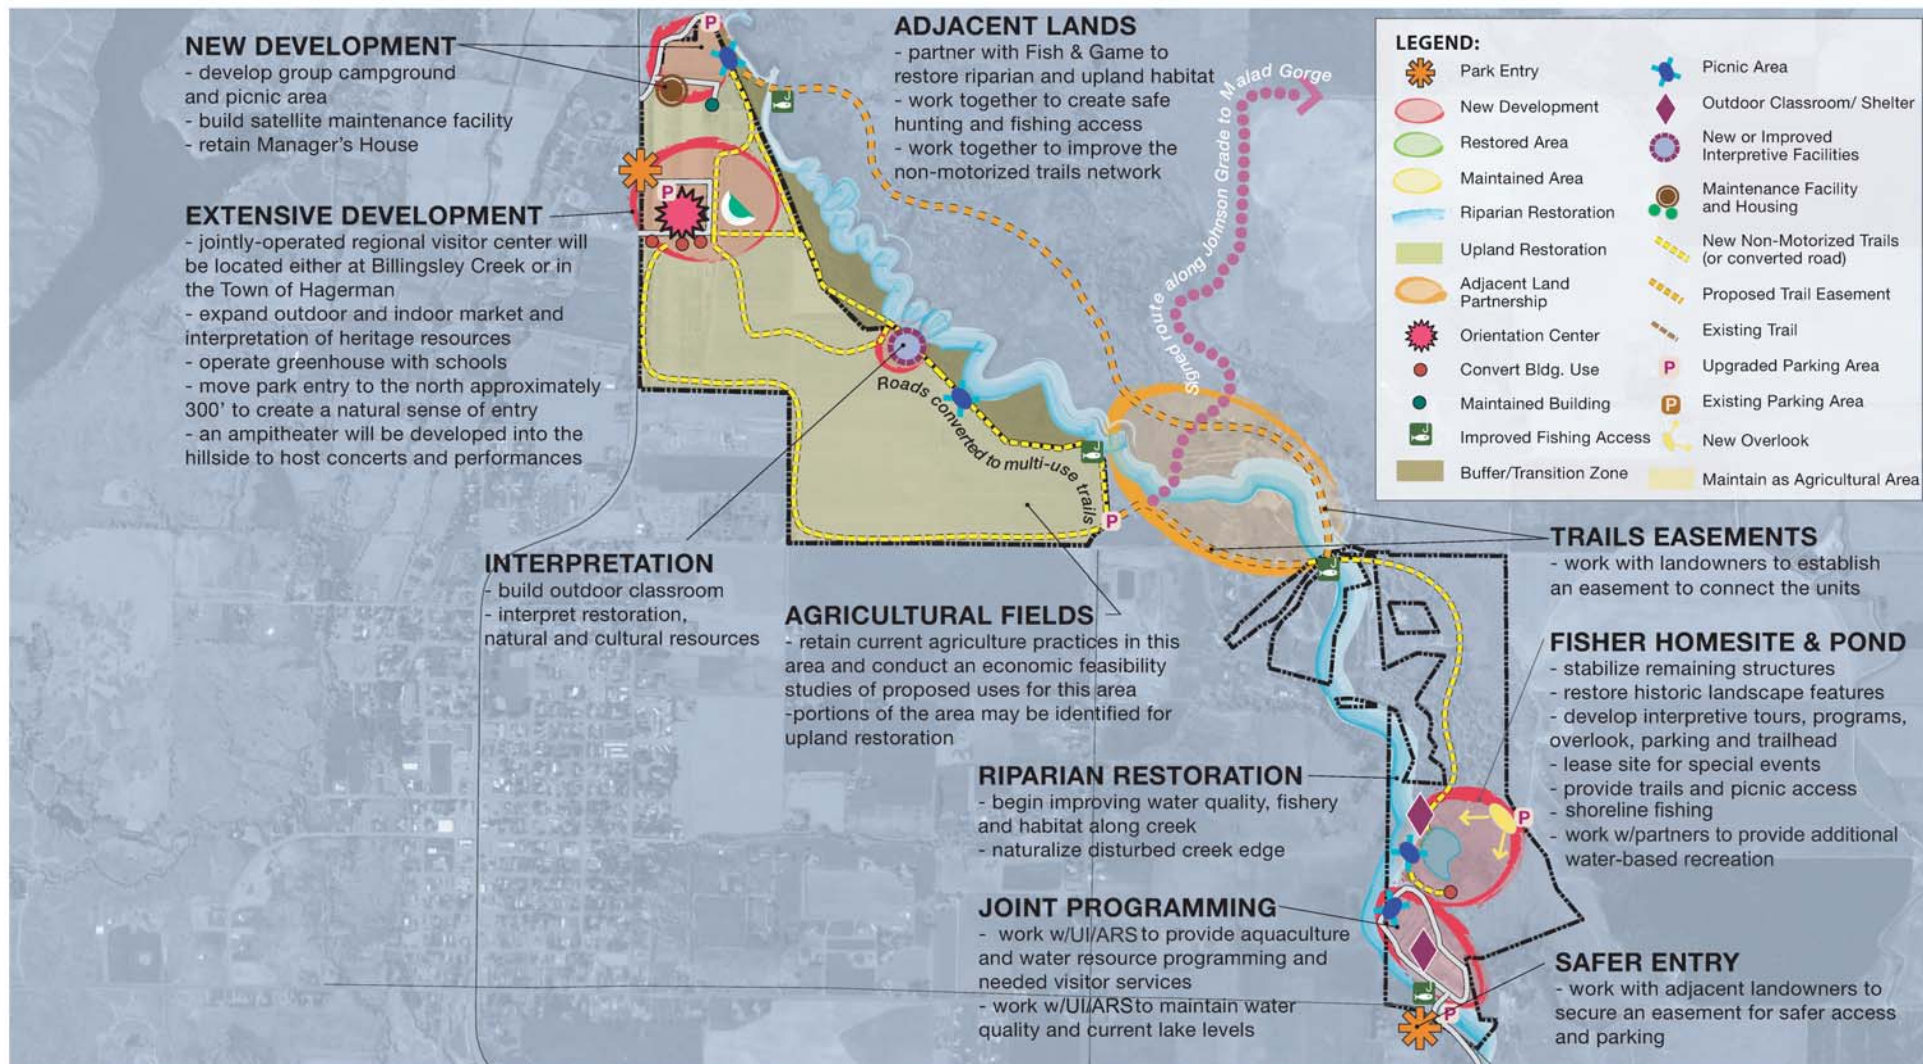 NEW DEVELOPMENT
- develop group campground
and picnic area
- build satellite maintenance facility
- retain Manager's House
EXTENSIVE DEVELOPMENT
- jointly-operated regional visitor center will
be located either at Billingsley Creek or in
the Town of Hagerman
- expand outdoor and indoor market and
interpretation of heritage resources
- operate greenhouse with schools
- move park entry to the north approximately
300' to create a natural sense of entry
- an ampitheater will be developed into the
hillside to host concerts and performances
ADJACENT LANDS
- partner with Fish & Game to
restore riparian and upland habitat
- work together to create safe
hunting and fishing access
- work together to improve the
non-motorized trails network
P
P
Signed route along Johnson Grade to Malad Gorge
Roads converted to multi-use trails
P
LEGEND:
Park Entry
New Development
Restored Area
Maintained Area
Riparian Restoration
Upland Restoration
Adjacent Land
Partnership
Orientation Center
Convert Bldg. Use
Maintained Building
Improved Fishing Access
Buffer/Transition Zone
Picnic Area
Outdoor Classroom/ Shelter
New or Improved
Interpretive Facilities
Maintenance Facility
and Housing
New Non-Motorized Trails
(or converted road)
Proposed Trail Easement
Existing Trail
P Upgraded Parking Area
P Existing Parking Area
New Overlook
Maintain as Agricultural Area
INTERPRETATION
- build outdoor classroom
- interpret restoration,
natural and cultural resources
AGRICULTURAL FIELDS
- retain current agriculture practices in this
area and conduct an economic feasibility
studies of proposed uses for this area
-portions of the area may be identified for
upland restoration
TRAILS EASEMENTS
- work with landowners to establish
an easement to connect the units
FISHER HOMESITE & POND
- stabilize remaining structures
- restore historic landscape features
- develop interpretive tours, programs,
overlook, parking and trailhead
- lease site for special events
- provide trails and picnic access
- shoreline fishing
- work w/partners to provide additional
water-based recreation
P
RIPARIAN RESTORATION
- begin improving water quality, fishery
and habitat along creek
- naturalize disturbed creek edge
JOINT PROGRAMMING
- work w/UI/ARS to provide aquaculture
and water resource programming and
needed visitor services
- work w/UI/ARS to maintain water
quality and current lake levels
P
SAFER ENTRY
- work with adjacent landowners to
secure an easement for safer access
and parking